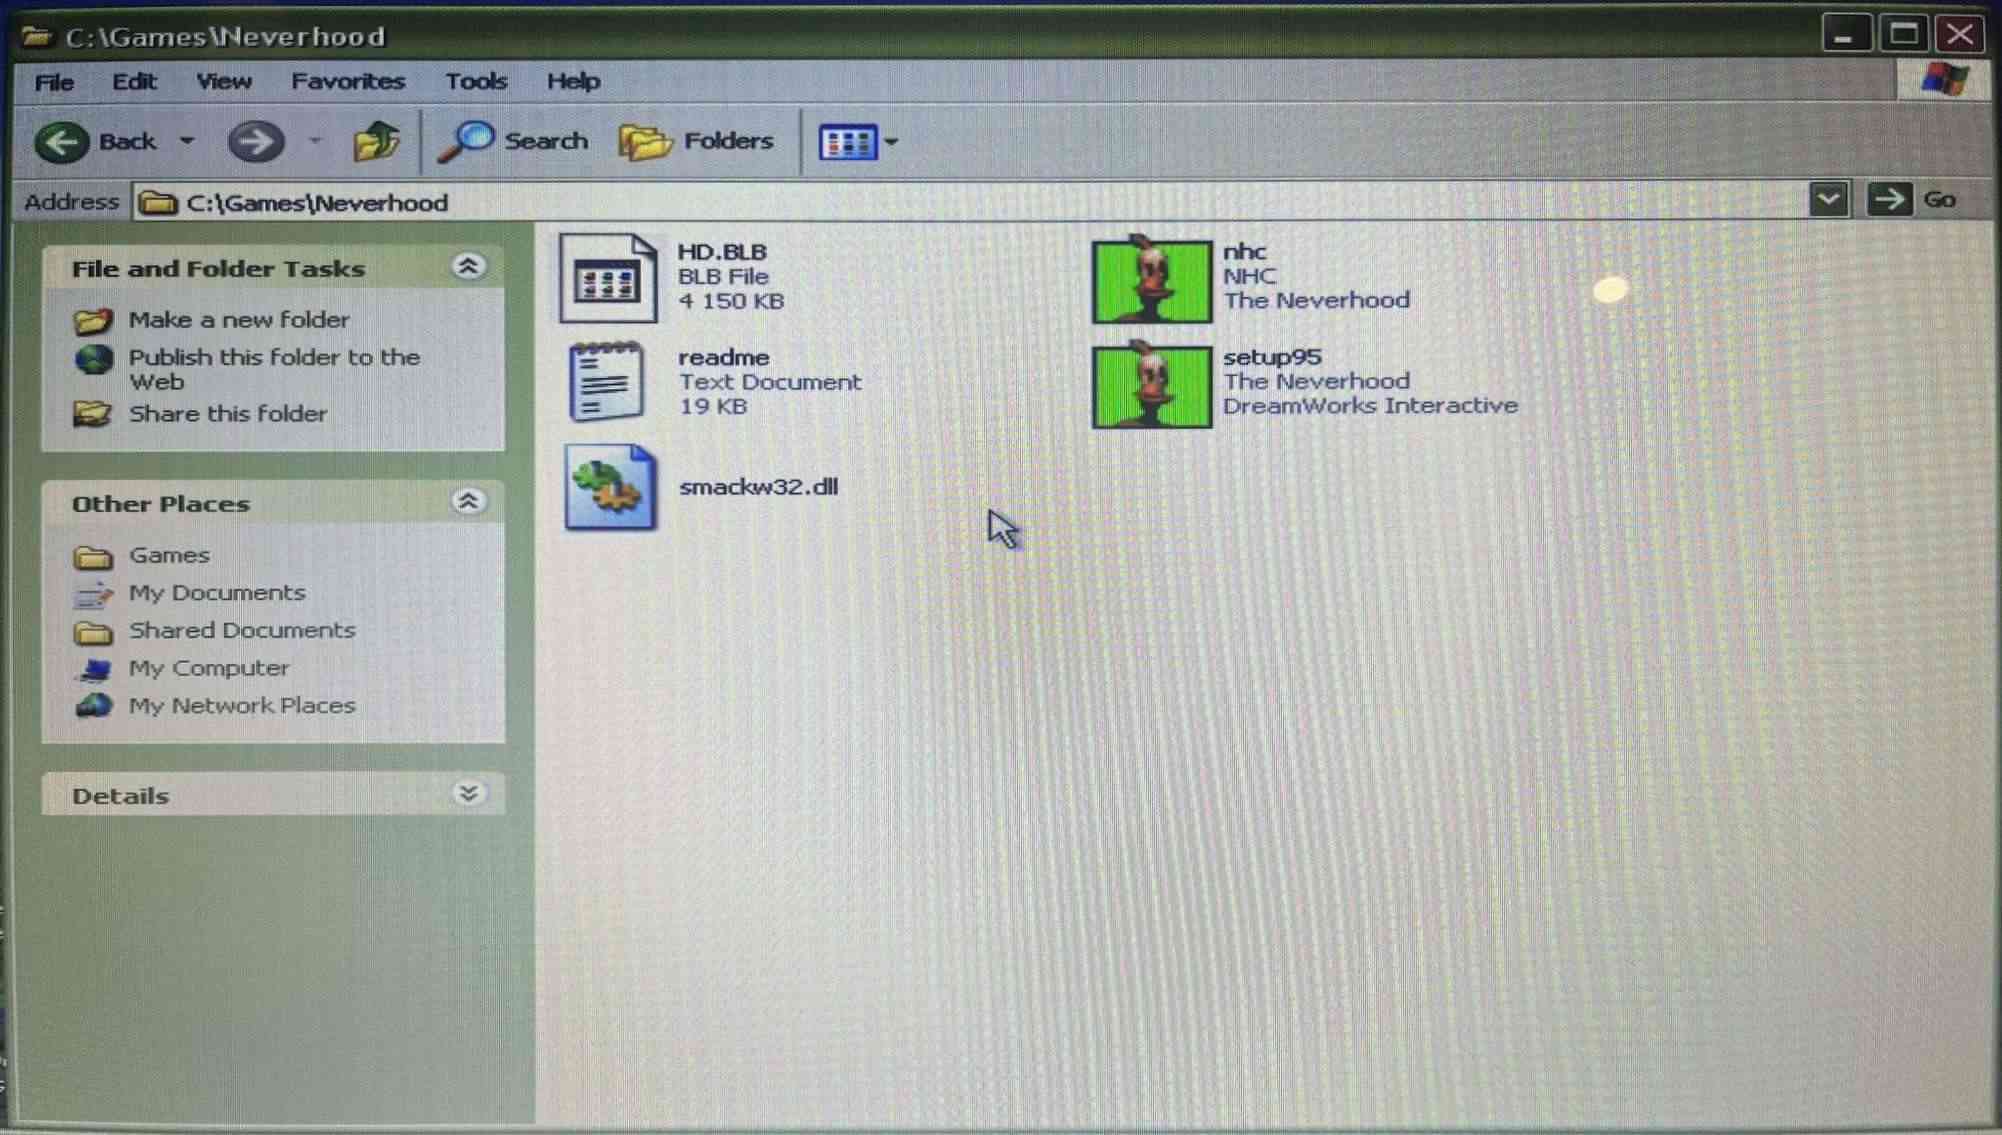 C:\Games\Neverhood
File Edit View Favorites Tools Help
Back Search Folders
Address C:\Games\Neverhood Go
File and Folder Tasks
Make a new folder
Publish this folder to the
Web
Share this folder
Other Places
Games
My Documents
Shared Documents
My Computer
My Network Places
Details
HD.BLB
BLB File
4 150 KB
nhc
NHC
The Neverhood
readme
Text Document
19 KB
setup95
The Neverhood
DreamWorks Interactive
smackw32.dll